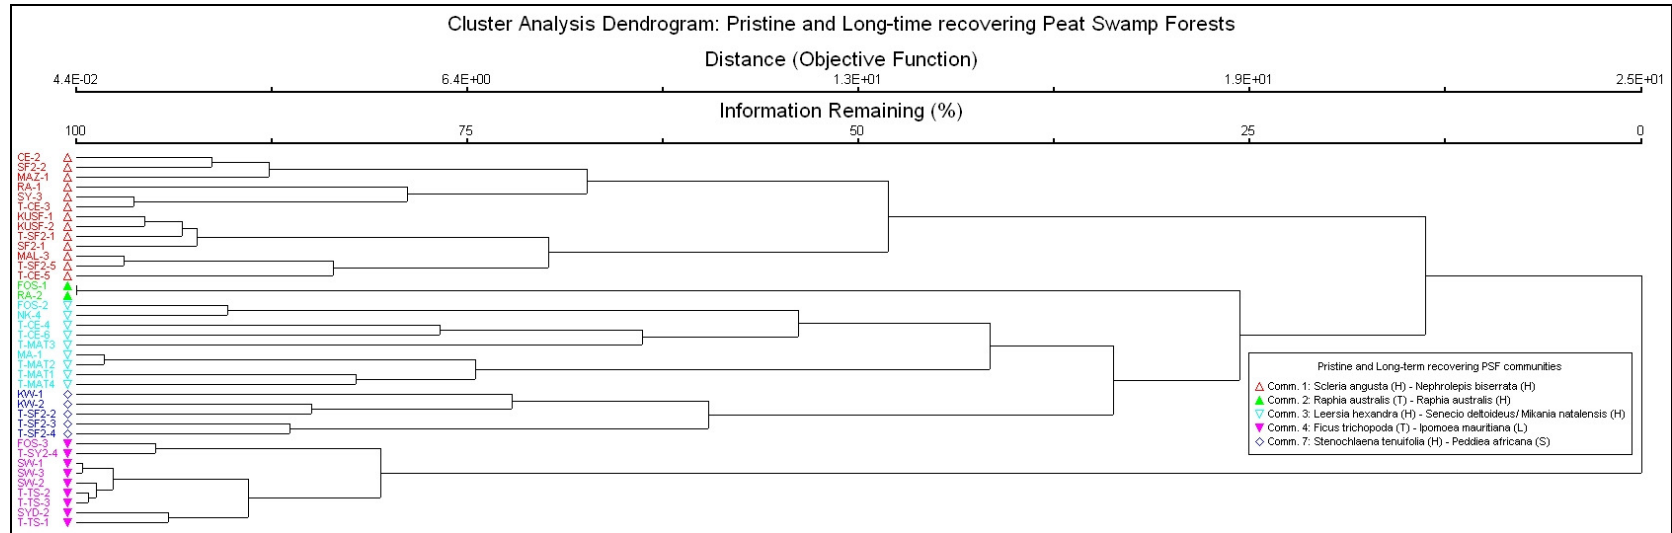 Cluster Analysis Dendrogram: Pristine and Long-time recovering Peat Swamp Forests
Distance (Objective Function)
4.4E-02 6.4E+00 1.3E+01 1.9E+01 2.5E+01
Information Remaining (%)
100 75 50 25 0
CE-2
SF2-2
MAZ-1
RA-1
SY-3
T-CE-3
KUSF-1
KUSF-2
T-SF2-1
SF2-1
MAL-3
T-SF2-5
T-CE-5
FOS-1
RA-2
FOS-2
NK-4
T-CE-4
T-CE-6
T-MAT3
MA-1
T-MAT2
T-MAT1
T-MAT4
KW-1
KW-2
T-SF2-2
T-SF2-3
T-SF2-4
FOS-3
T-SY2-4
SW-1
SW-3
SW-2
T-TS-2
T-TS-3
SYD-2
T-TS-1
Pristine and Long-term recovering PSF communities
Comm. 1: Scleria angusta (H) - Nephrolepis biserrata (H)
Comm. 2: Raphia australis (T) - Raphia australis (H)
Comm. 3: Leersia hexandra (H) - Senecio deltoideus/ Mikania natalensis (H)
Comm. 4: Ficus trichopoda (T) - Ipomoea mauritiana (L)
Comm. 7: Stenochlaena tenuifolia (H) - Peddiea africana (S)